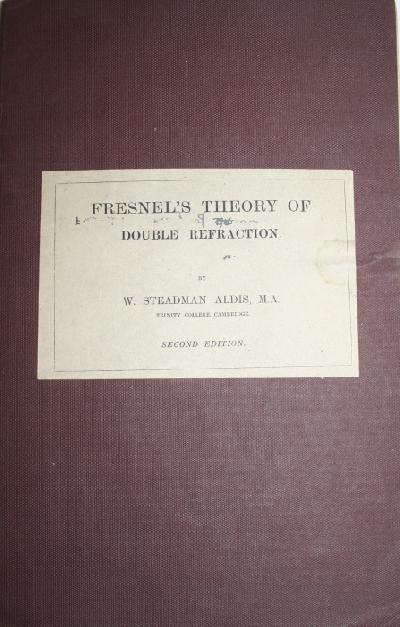 FRESNEL'S THEORY OF
DOUBLE REFRACTION.
BY
W. STEADMAN ALDIS, M.A.
TRINITY COLLEGE, CAMBRIDGE.
SECOND EDITION.